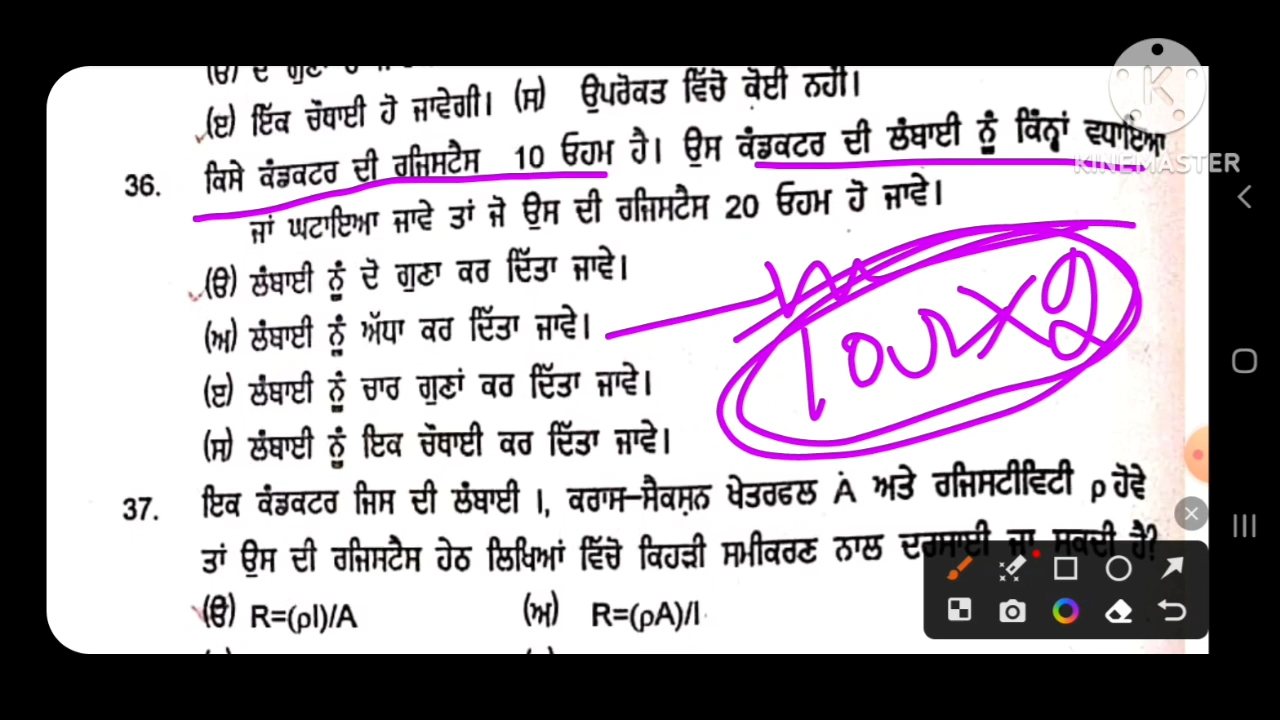 (ੲ) ਇੱਕ ਚੌਥਾਈ ਹੋ ਜਾਵੇਗੀ। (ਸ) ਉਪਰੋਕਤ ਵਿੱਚੋ ਕੋਈ ਨਹੀ।
36. ਕਿਸੇ ਕੰਡਕਟਰ ਦੀ ਰਜਿਸਟੈਸ 10 ਓਹਮ ਹੈ। ਉਸ ਕੰਡਕਟਰ ਦੀ ਲੰਬਾਈ ਨੂੰ ਕਿੰਨ੍ਹਾਂ ਵਧਾਇਆ
ਜਾਂ ਘਟਾਇਆ ਜਾਵੇ ਤਾਂ ਜੋ ਉਸ ਦੀ ਰਜਿਸਟੈਸ 20 ਓਹਮ ਹੋ ਜਾਵੇ।
(ੳ) ਲੰਬਾਈ ਨੂੰ ਦੋ ਗੁਣਾ ਕਰ ਦਿੱਤਾ ਜਾਵੇ।
(ਅ) ਲੰਬਾਈ ਨੂੰ ਅੱਧਾ ਕਰ ਦਿੱਤਾ ਜਾਵੇ।
(ੲ) ਲੰਬਾਈ ਨੂੰ ਚਾਰ ਗੁਣਾਂ ਕਰ ਦਿੱਤਾ ਜਾਵੇ।
(ਸ) ਲੰਬਾਈ ਨੂੰ ਇਕ ਚੌਥਾਈ ਕਰ ਦਿੱਤਾ ਜਾਵੇ।
37. ਇਕ ਕੰਡਕਟਰ ਜਿਸ ਦੀ ਲੰਬਾਈ l, ਕਰਾਸ-ਸੈਕਸ਼ਨ ਖੇਤਰਫਲ A ਅਤੇ ਰਜਿਸਟੀਵਿਟੀ ρ ਹੋਵੇ
ਤਾਂ ਉਸ ਦੀ ਰਜਿਸਟੈਸ ਹੇਠ ਲਿਖਿਆਂ ਵਿੱਚੋ ਕਿਹੜੀ ਸਮੀਕਰਣ ਨਾਲ ਦਰਸਾਈ ਜਾ ਸਕਦੀ ਹੈ?
(ੳ) R=(ρl)/A (ਅ) R=(ρA)/l
KINEMASTER